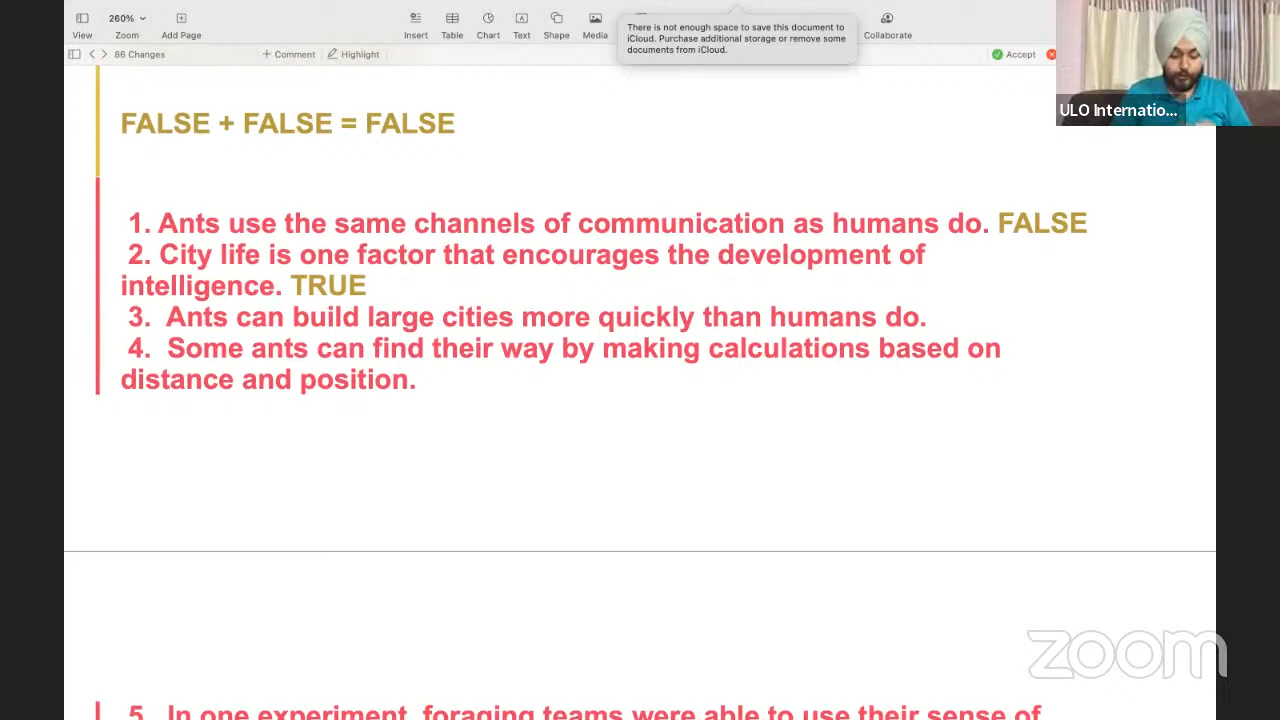 260%
View
Zoom
Add Page
Insert
Table
Chart
Text
Shape
Media
Collaborate
There is not enough space to save this document to
iCloud. Purchase additional storage or remove some
documents from iCloud.
86 Changes
Comment
Highlight
Accept
ULO Internatio...
FALSE + FALSE = FALSE
1. Ants use the same channels of communication as humans do. FALSE
2. City life is one factor that encourages the development of
intelligence. TRUE
3. Ants can build large cities more quickly than humans do.
4. Some ants can find their way by making calculations based on
distance and position.
zoom
5. In one experiment, foraging teams were able to use their sense of